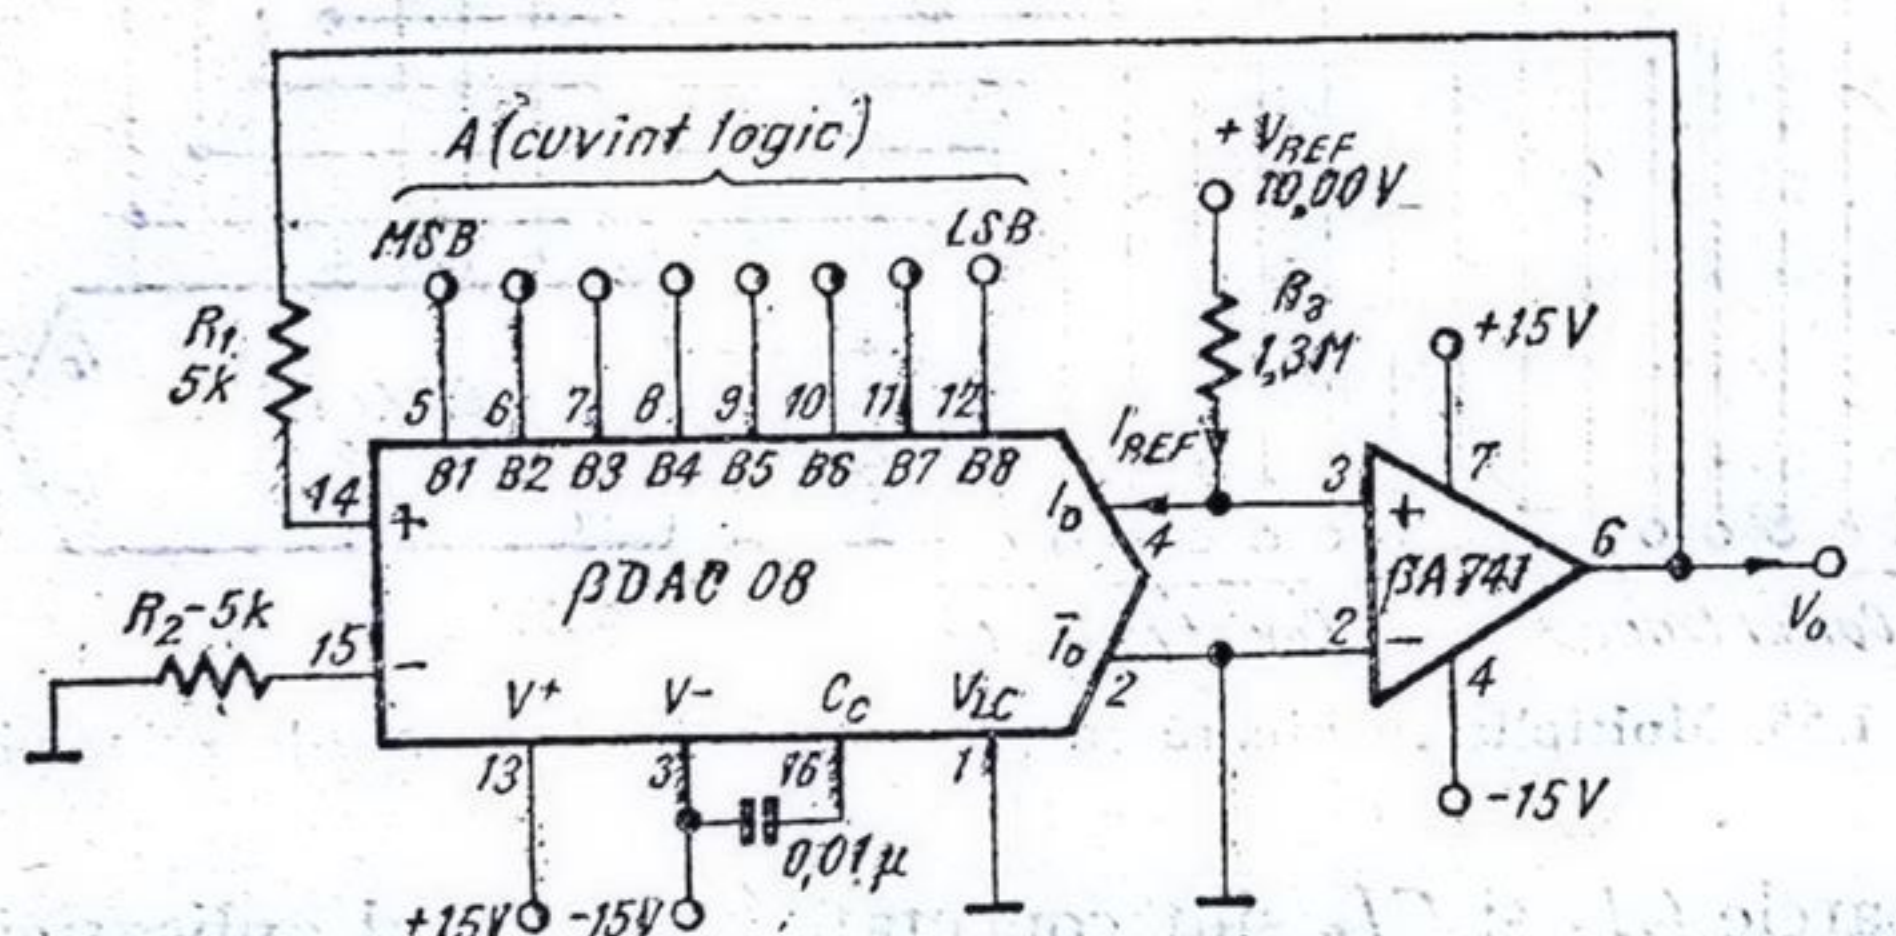 A (cuvint logic)
+ VREF
10,00V
MSB
LSB
R1
5k
R3
1,3M
+15V
5 6 7 8 9 10 11 12
IREF
14
B1 B2 B3 B4 B5 B6 B7 B8
+
I0
4
3
7
+
βDAC 08
βA741
6
V0
R2-5k
15
-
Ī0
2
2
-
4
V+ V- CC VLC
13 3 16 1
0,01μ
-15V
+15V -15V